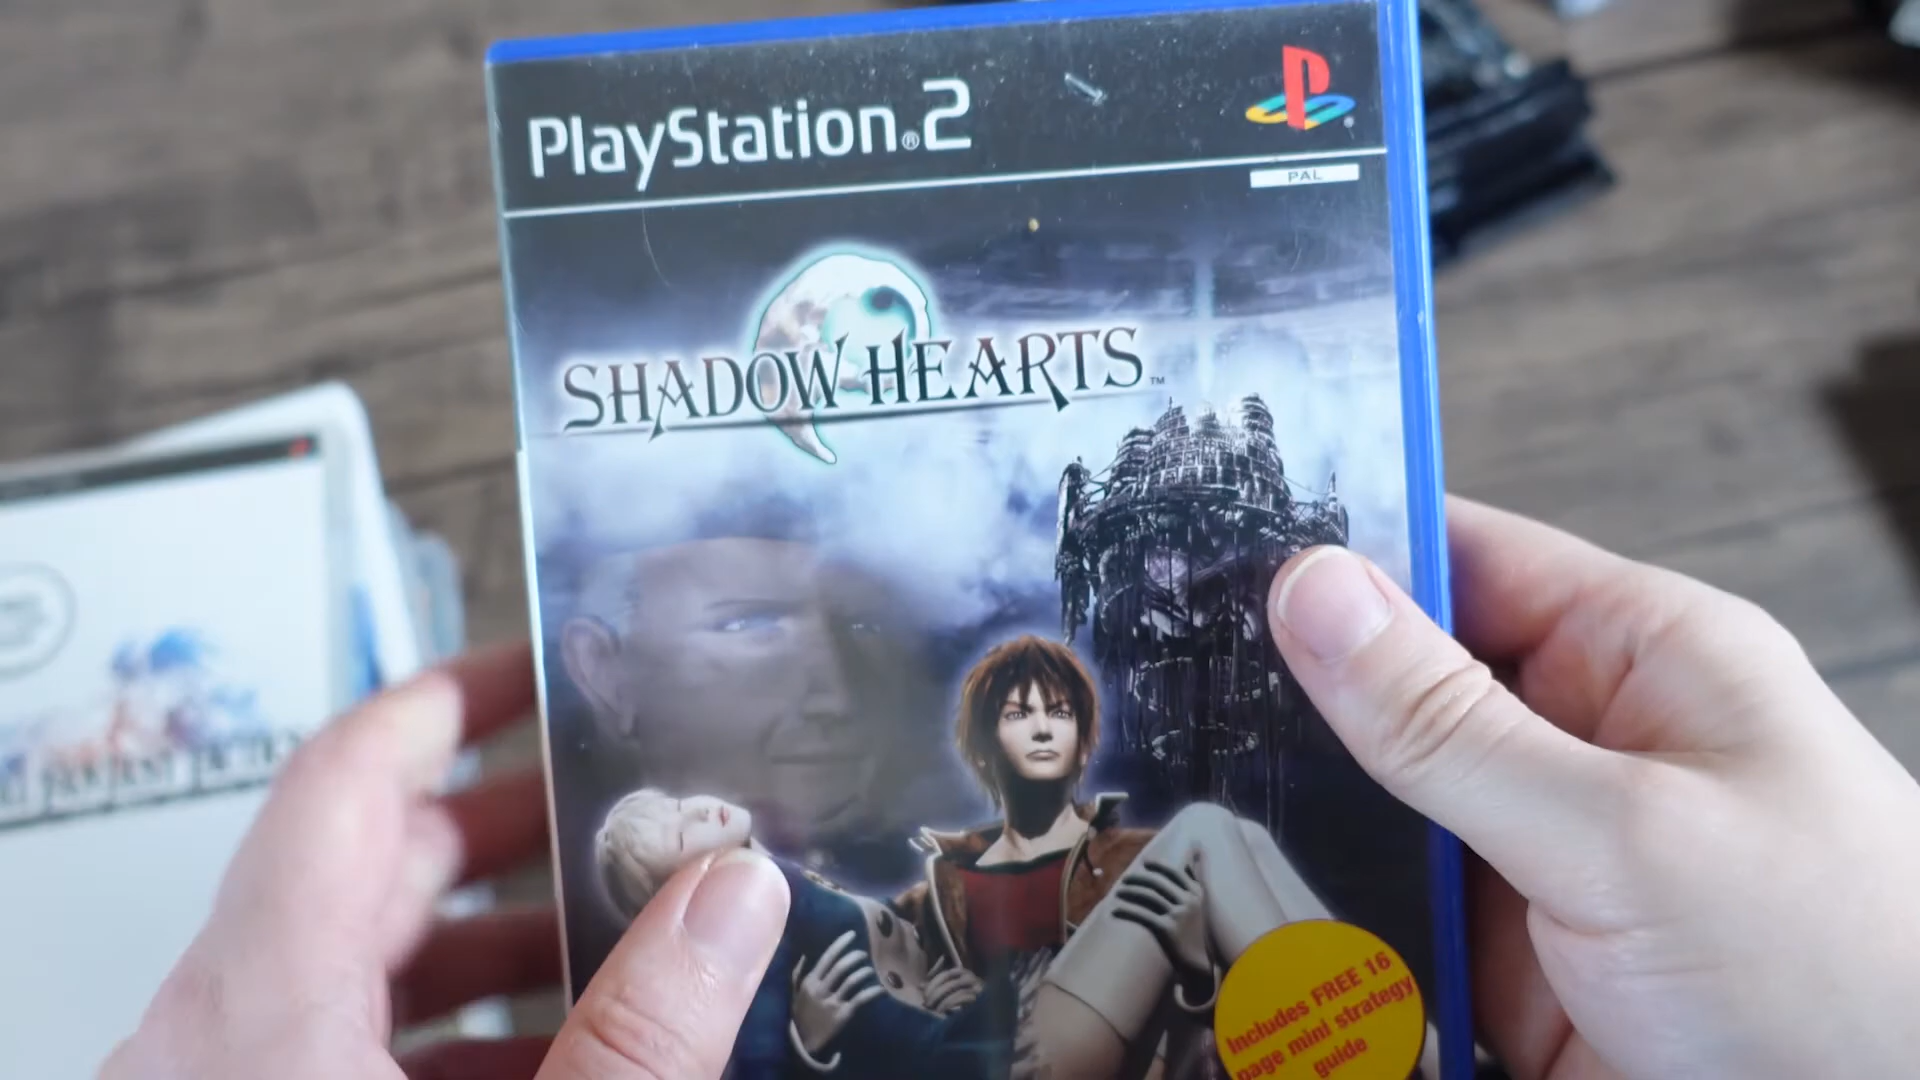 PlayStation®2
PAL
SHADOW HEARTS™
Includes FREE 16
page mini strategy
guide